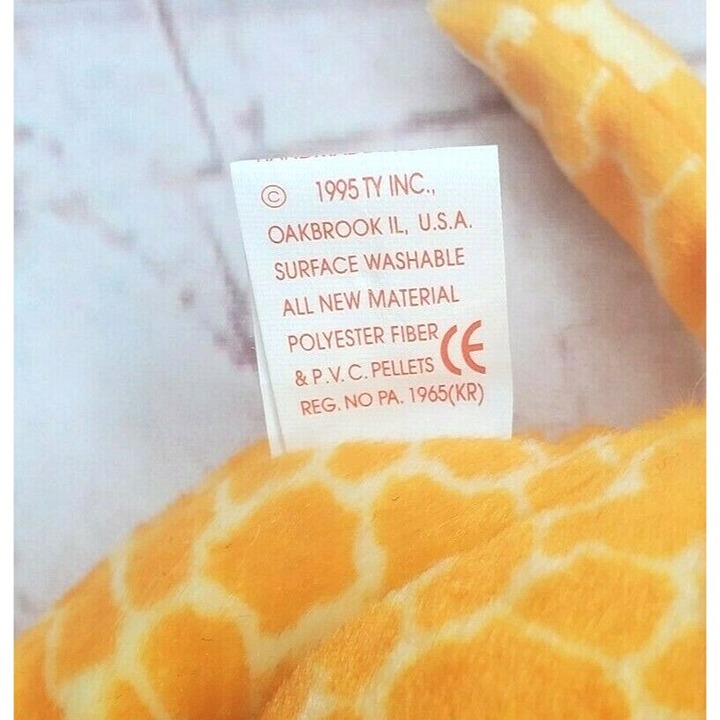 © 1995 TY INC.,
OAKBROOK IL, U.S.A.
SURFACE WASHABLE
ALL NEW MATERIAL
POLYESTER FIBER
& P.V.C. PELLETS CE
REG. NO PA. 1965(KR)